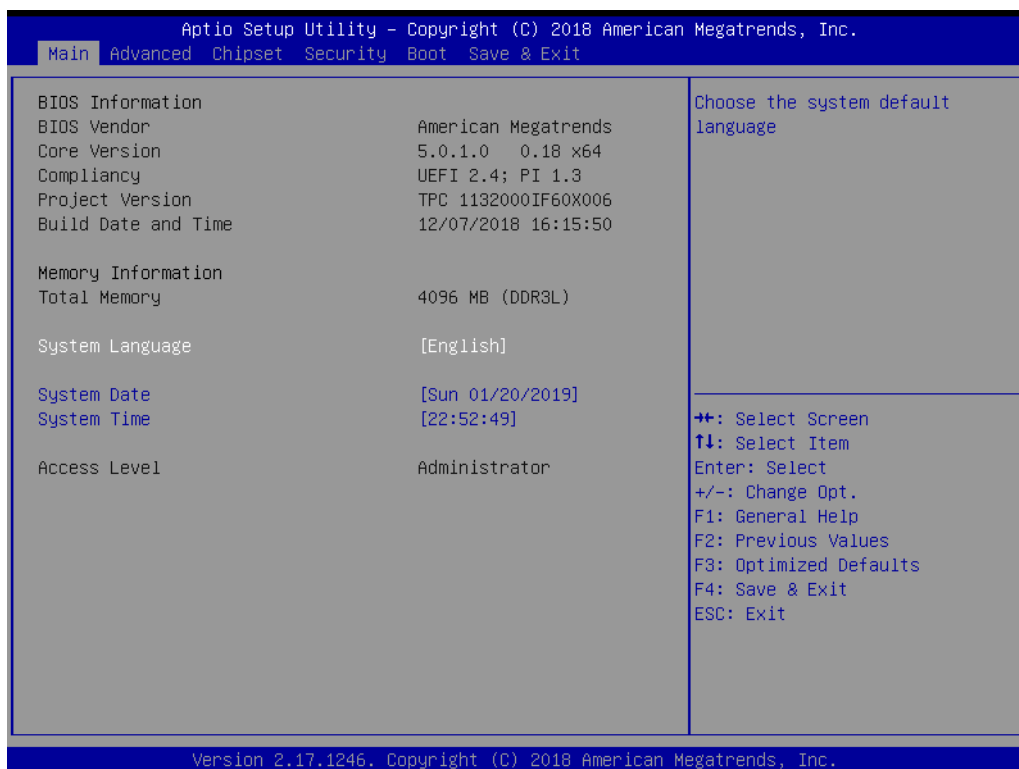 Aptio Setup Utility – Copyright (C) 2018 American Megatrends, Inc.
Main Advanced Chipset Security Boot Save & Exit
BIOS Information
BIOS Vendor American Megatrends
Core Version 5.0.1.0 0.18 x64
Compliancy UEFI 2.4; PI 1.3
Project Version TPC 1132000IF60X006
Build Date and Time 12/07/2018 16:15:50
Memory Information
Total Memory 4096 MB (DDR3L)
System Language [English]
System Date [Sun 01/20/2019]
System Time [22:52:49]
Access Level Administrator
Choose the system default
language
→←: Select Screen
↑↓: Select Item
Enter: Select
+/-: Change Opt.
F1: General Help
F2: Previous Values
F3: Optimized Defaults
F4: Save & Exit
ESC: Exit
Version 2.17.1246. Copyright (C) 2018 American Megatrends, Inc.